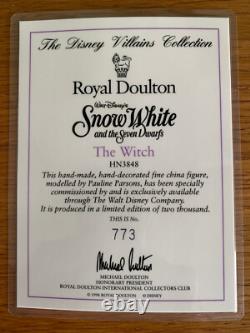 The Disney Villains Collection
Royal Doulton
Walt Disney's
Snow White
and the Seven Dwarfs
The Witch
HN3848
This hand-made, hand-decorated fine china figure,
modelled by Pauline Parsons, has been specially
commissioned by and is exclusively available
through The Walt Disney Company.
It is produced in a limited edition of two thousand.
THIS IS No.
773
Michael Doulton
MICHAEL DOULTON
HONORARY PRESIDENT
ROYAL DOULTON INTERNATIONAL COLLECTORS CLUB
© 1998 ROYAL DOULTON © DISNEY
ebay